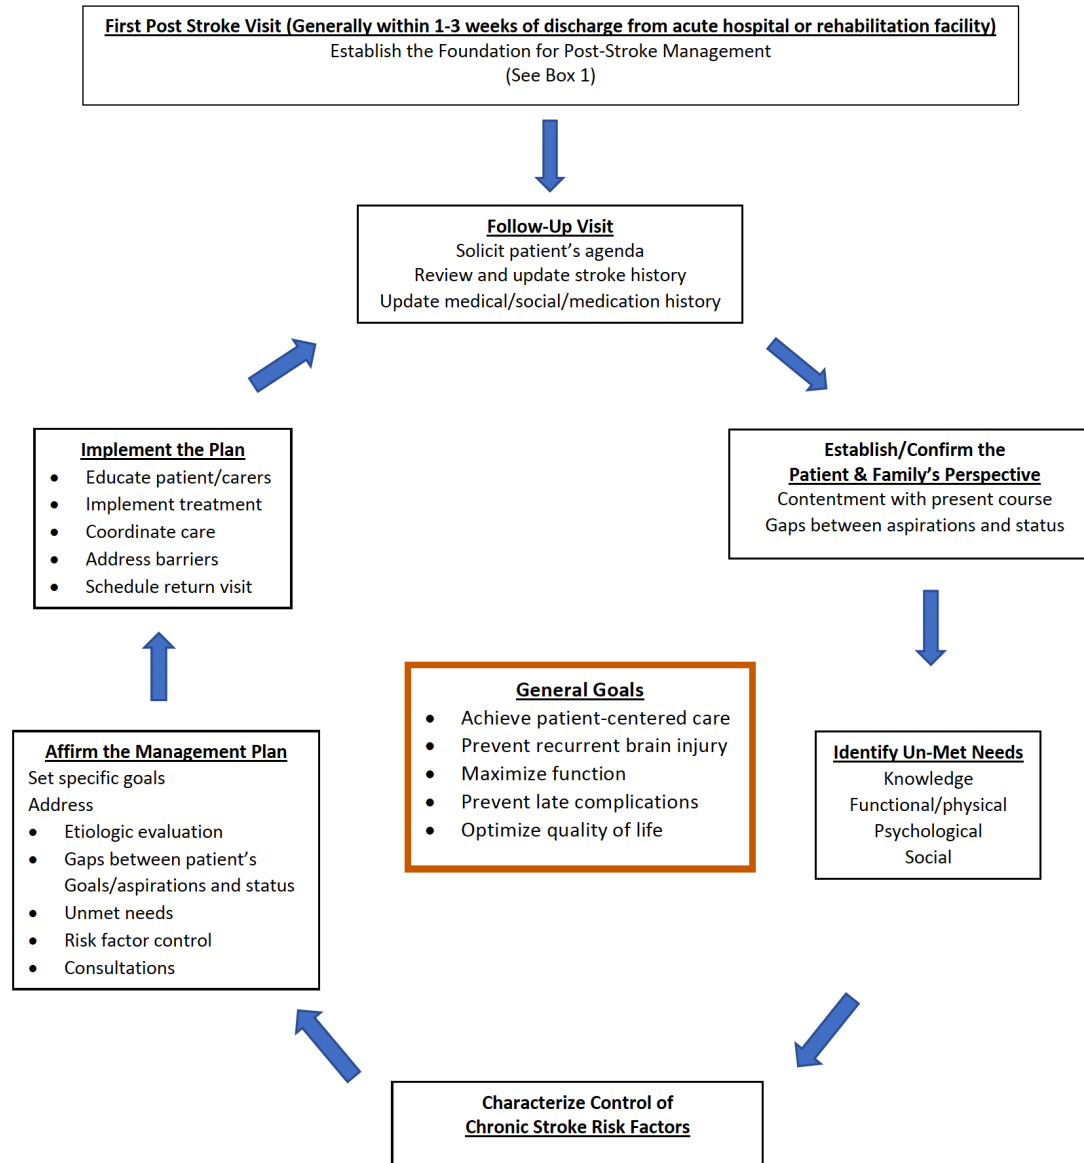 First Post Stroke Visit (Generally within 1-3 weeks of discharge from acute hospital or rehabilitation facility)
Establish the Foundation for Post-Stroke Management
(See Box 1)
Follow-Up Visit
Solicit patient’s agenda
Review and update stroke history
Update medical/social/medication history
Establish/Confirm the
Patient & Family’s Perspective
Contentment with present course
Gaps between aspirations and status
Identify Un-Met Needs
Knowledge
Functional/physical
Psychological
Social
Characterize Control of
Chronic Stroke Risk Factors
Affirm the Management Plan
Set specific goals
Address
• Etiologic evaluation
• Gaps between patient’s
Goals/aspirations and status
• Unmet needs
• Risk factor control
• Consultations
Implement the Plan
• Educate patient/carers
• Implement treatment
• Coordinate care
• Address barriers
• Schedule return visit
General Goals
• Achieve patient-centered care
• Prevent recurrent brain injury
• Maximize function
• Prevent late complications
• Optimize quality of life